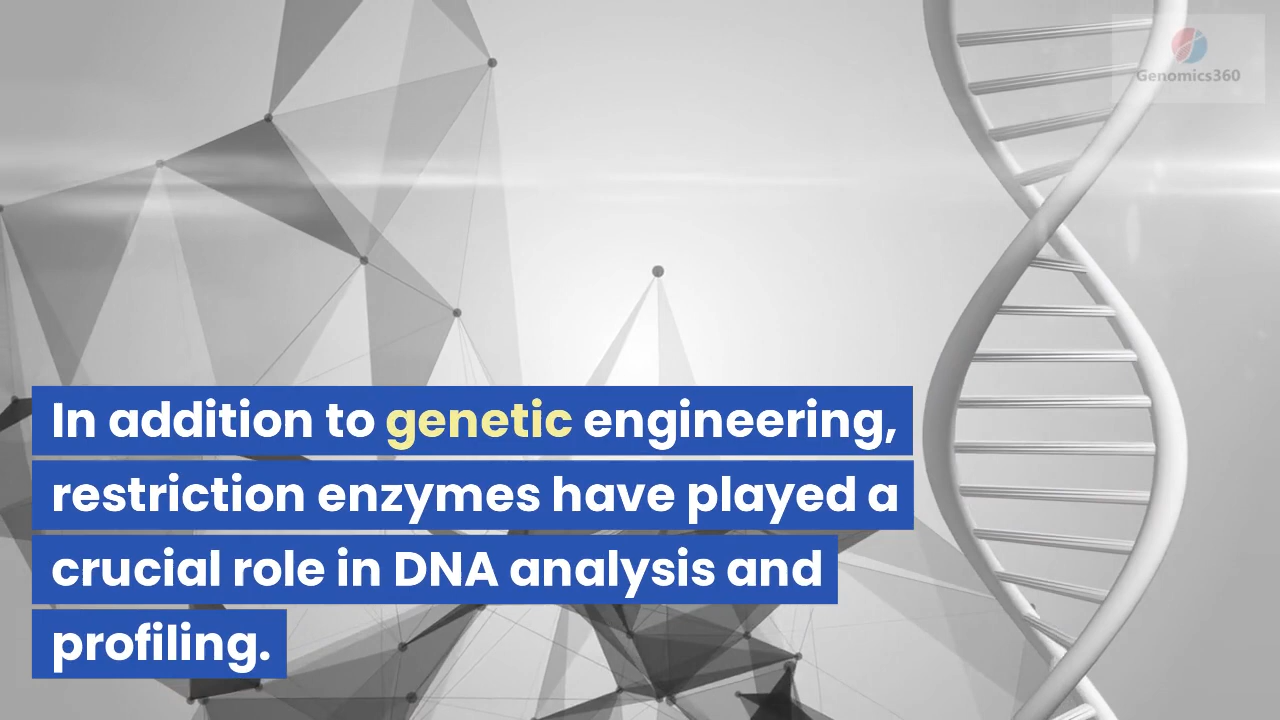 Genomics360
In addition to genetic engineering,
restriction enzymes have played a
crucial role in DNA analysis and
profiling.